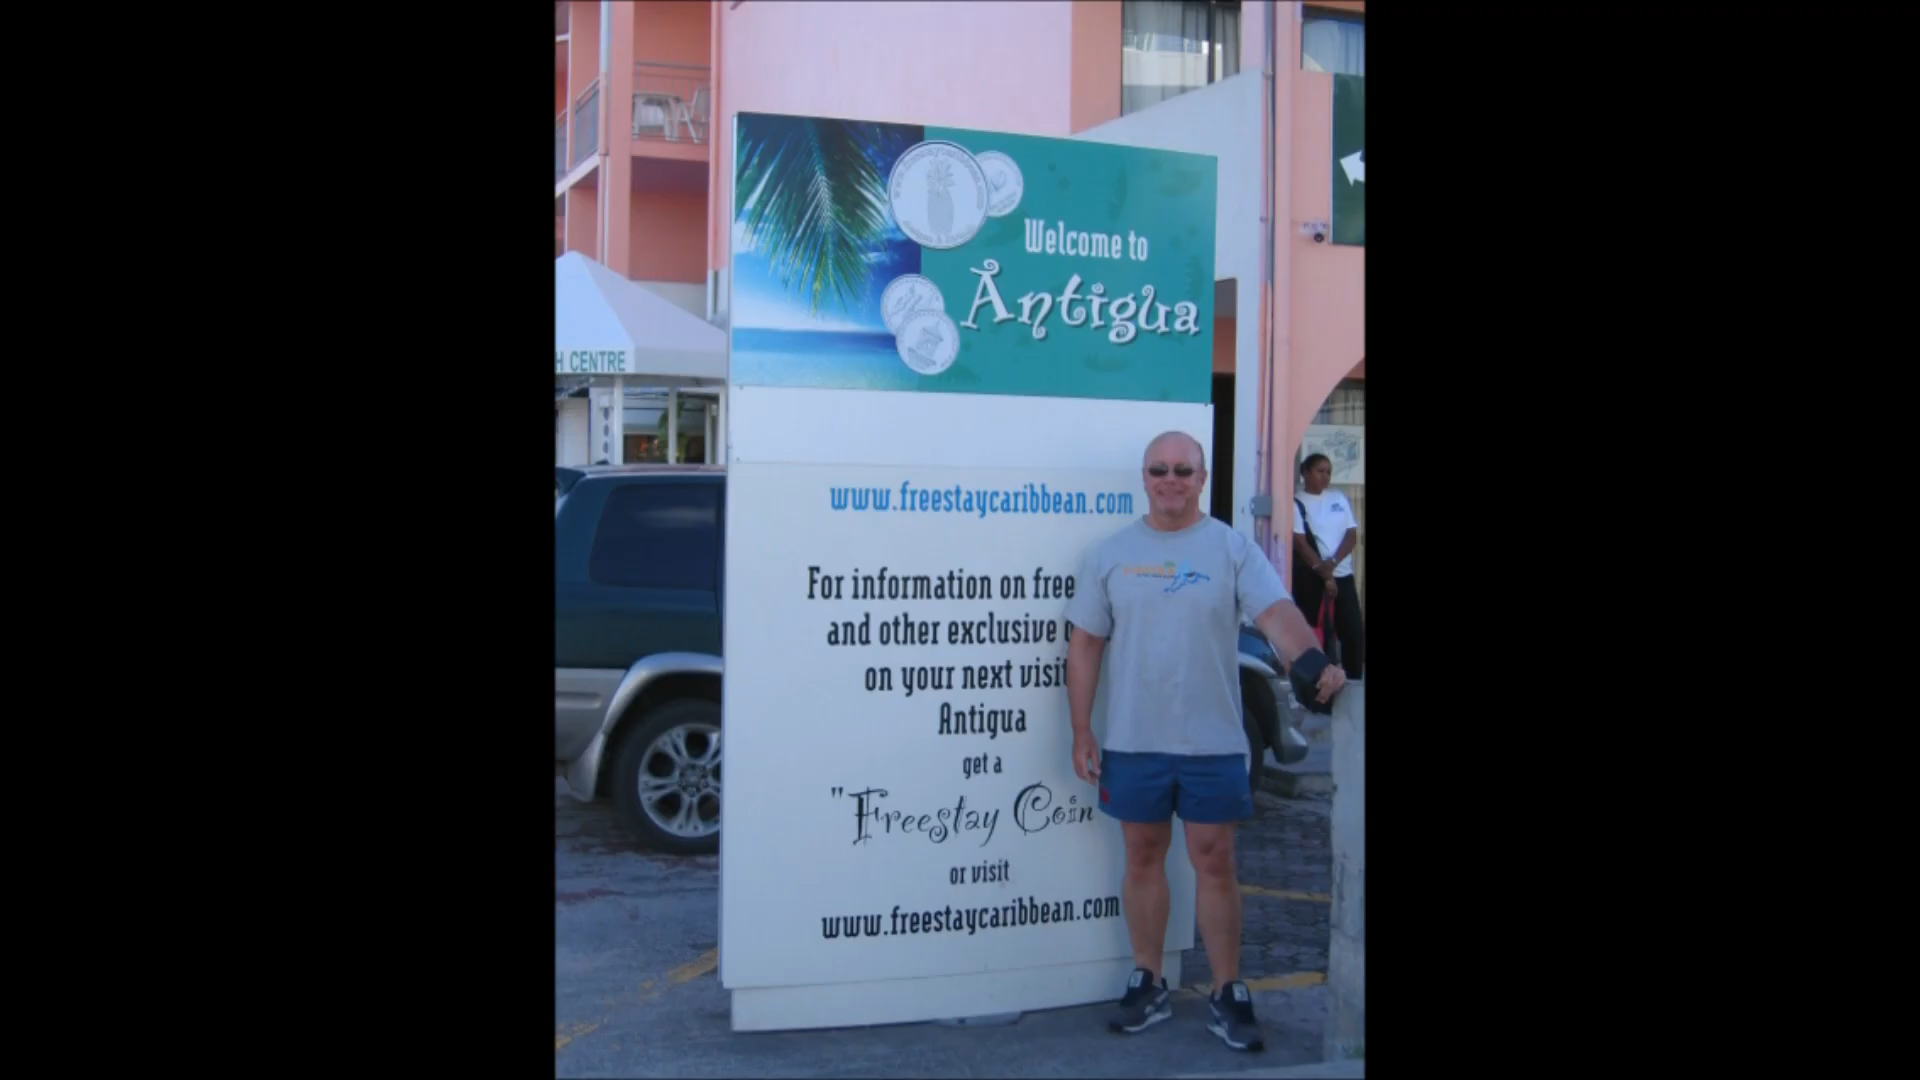 Welcome to
Antigua
H CENTRE
www.freestaycaribbean.com
For information on free
and other exclusive
on your next visit
Antigua
get a
"Freestay Coin
or visit
www.freestaycaribbean.com